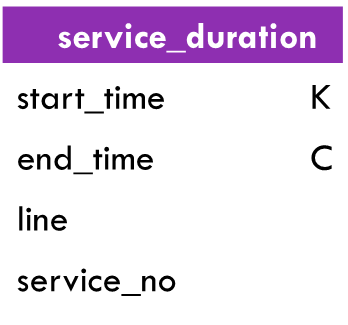 service_duration
start_time K
end_time C
line
service_no